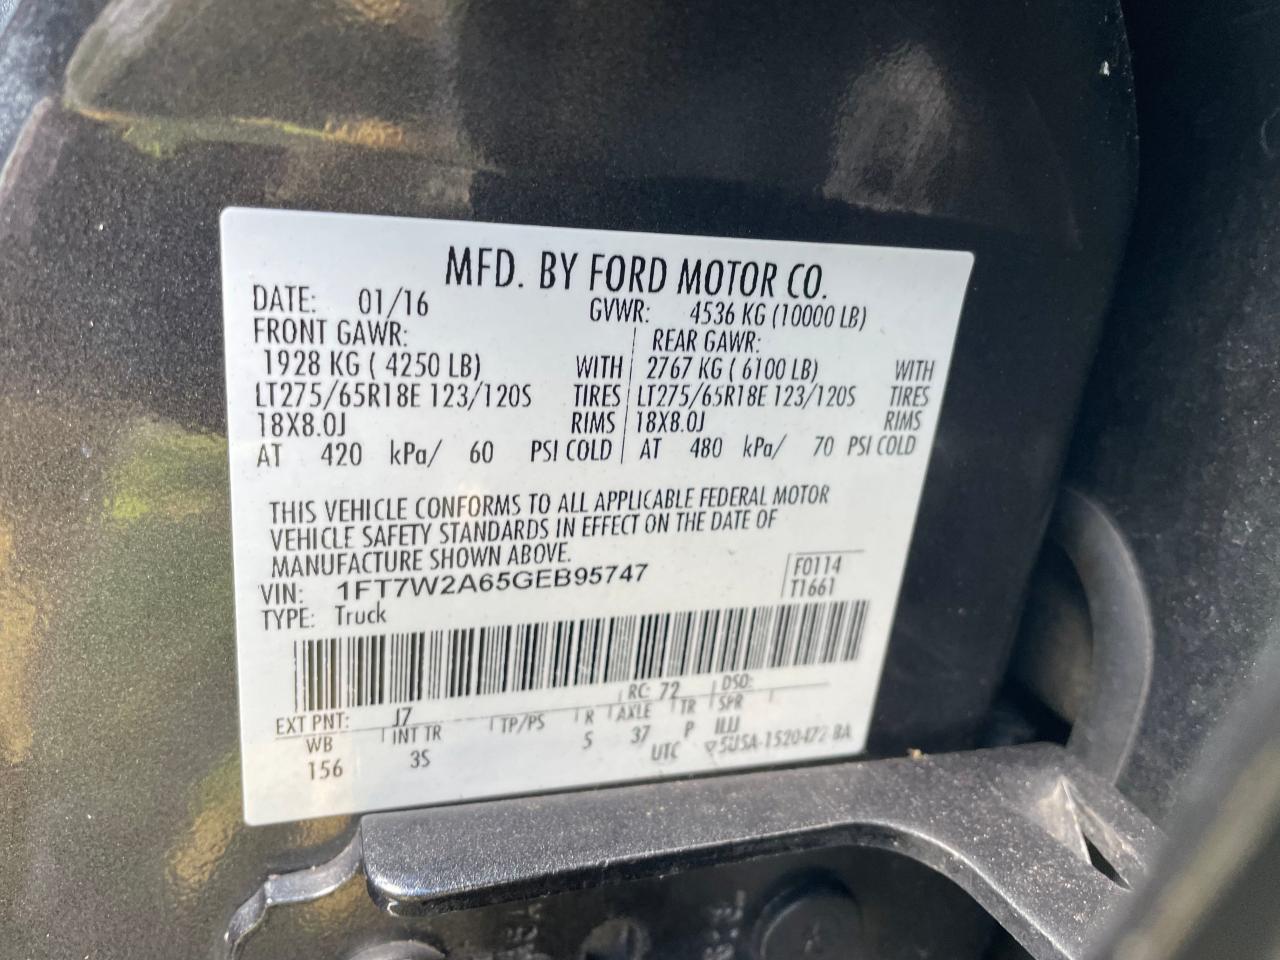 MFD. BY FORD MOTOR CO.
DATE: 01/16 GVWR: 4536 KG (10000 LB)
FRONT GAWR: REAR GAWR:
1928 KG ( 4250 LB) WITH 2767 KG ( 6100 LB) WITH
LT275/65R18E 123/120S TIRES LT275/65R18E 123/120S TIRES
18X8.0J RIMS 18X8.0J RIMS
AT 420 kPa/ 60 PSI COLD AT 480 kPa/ 70 PSI COLD
THIS VEHICLE CONFORMS TO ALL APPLICABLE FEDERAL MOTOR
VEHICLE SAFETY STANDARDS IN EFFECT ON THE DATE OF
MANUFACTURE SHOWN ABOVE.
VIN: 1FT7W2A65GEB95747
F0114
TYPE: Truck
T1661
EXT PNT: J7 RC: 72 DSO:
WB INT TR TP/PS R AXLE TR SPR
156 3S 5 37 P
UTC